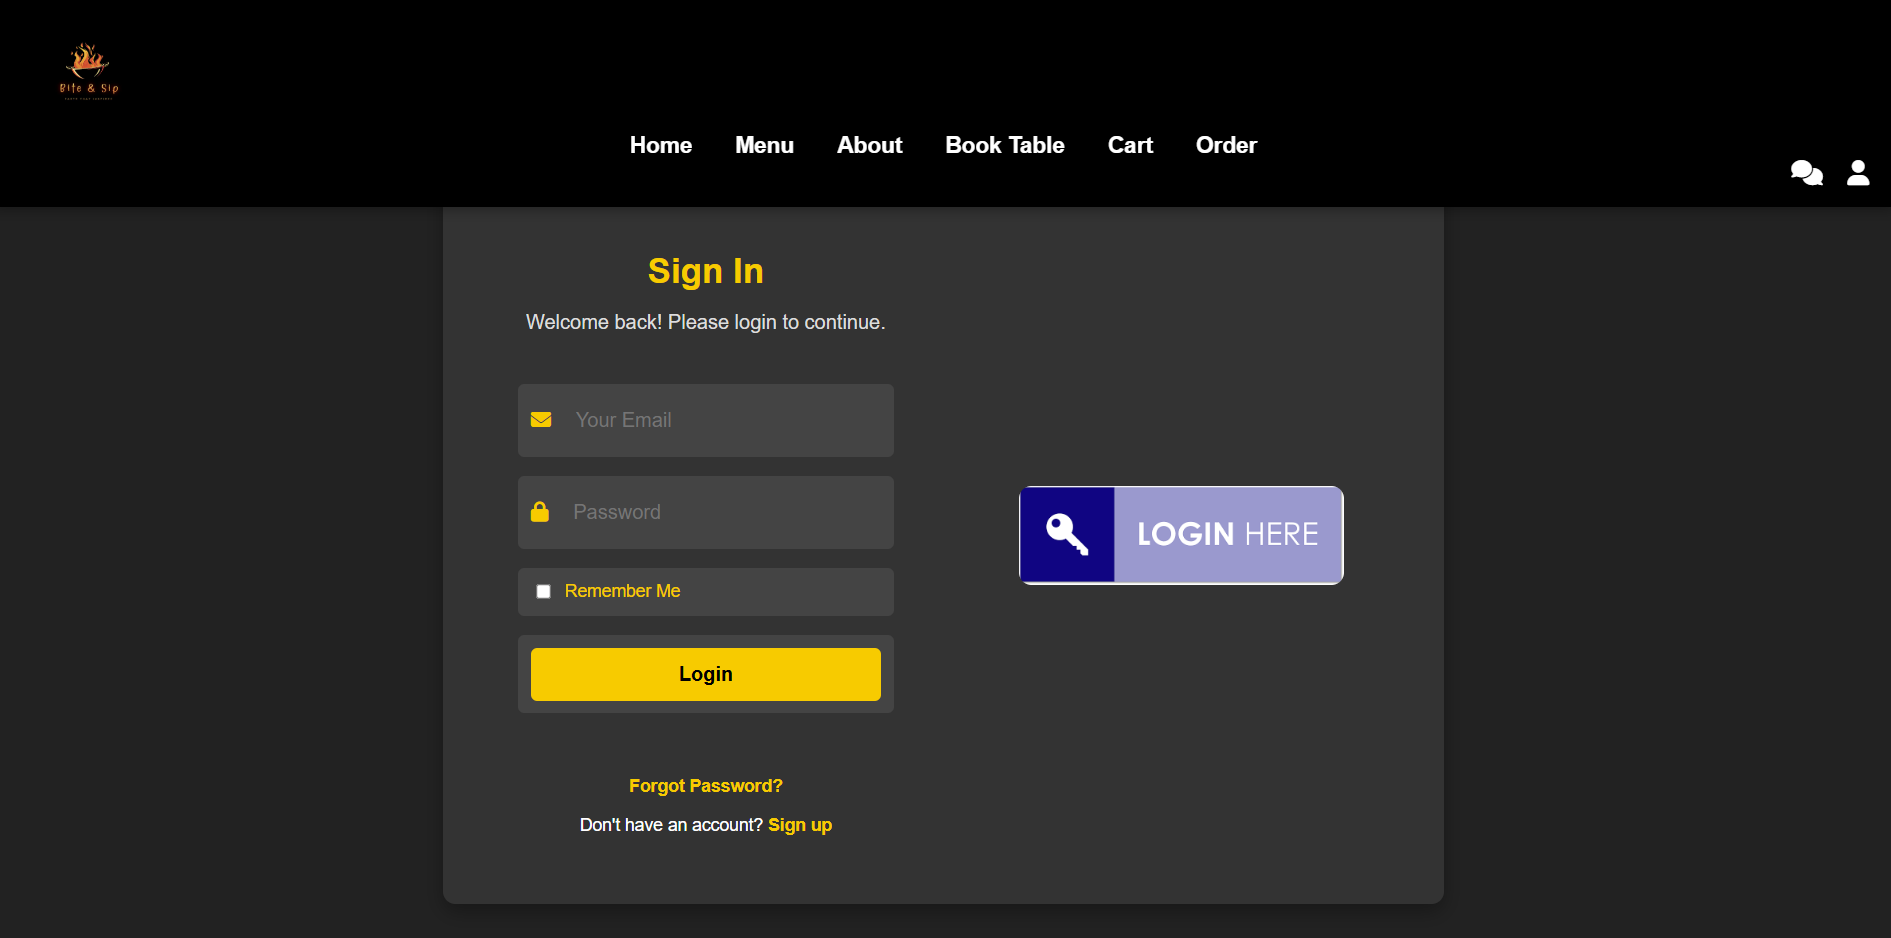 Bite & Sip
Home Menu About Book Table Cart Order
Sign In
Welcome back! Please login to continue.
Your Email
Password
Remember Me
Login
LOGIN HERE
Forgot Password?
Don't have an account? Sign up